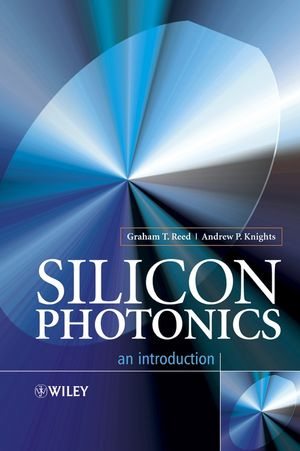 Graham T. Reed | Andrew P. Knights
SILICON
PHOTONICS
an introduction
WILEY